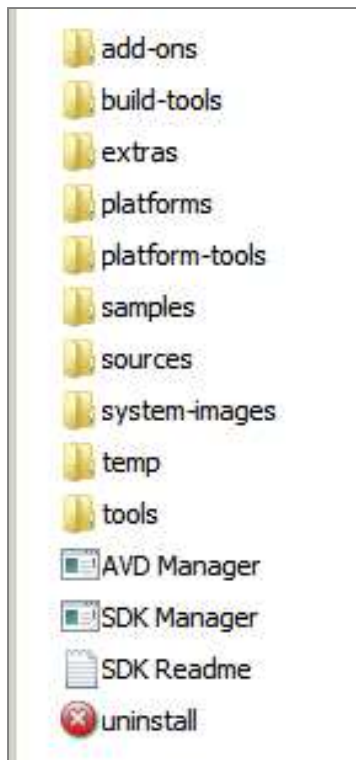 add-ons
build-tools
extras
platforms
platform-tools
samples
sources
system-images
temp
tools
AVD Manager
SDK Manager
SDK Readme
uninstall